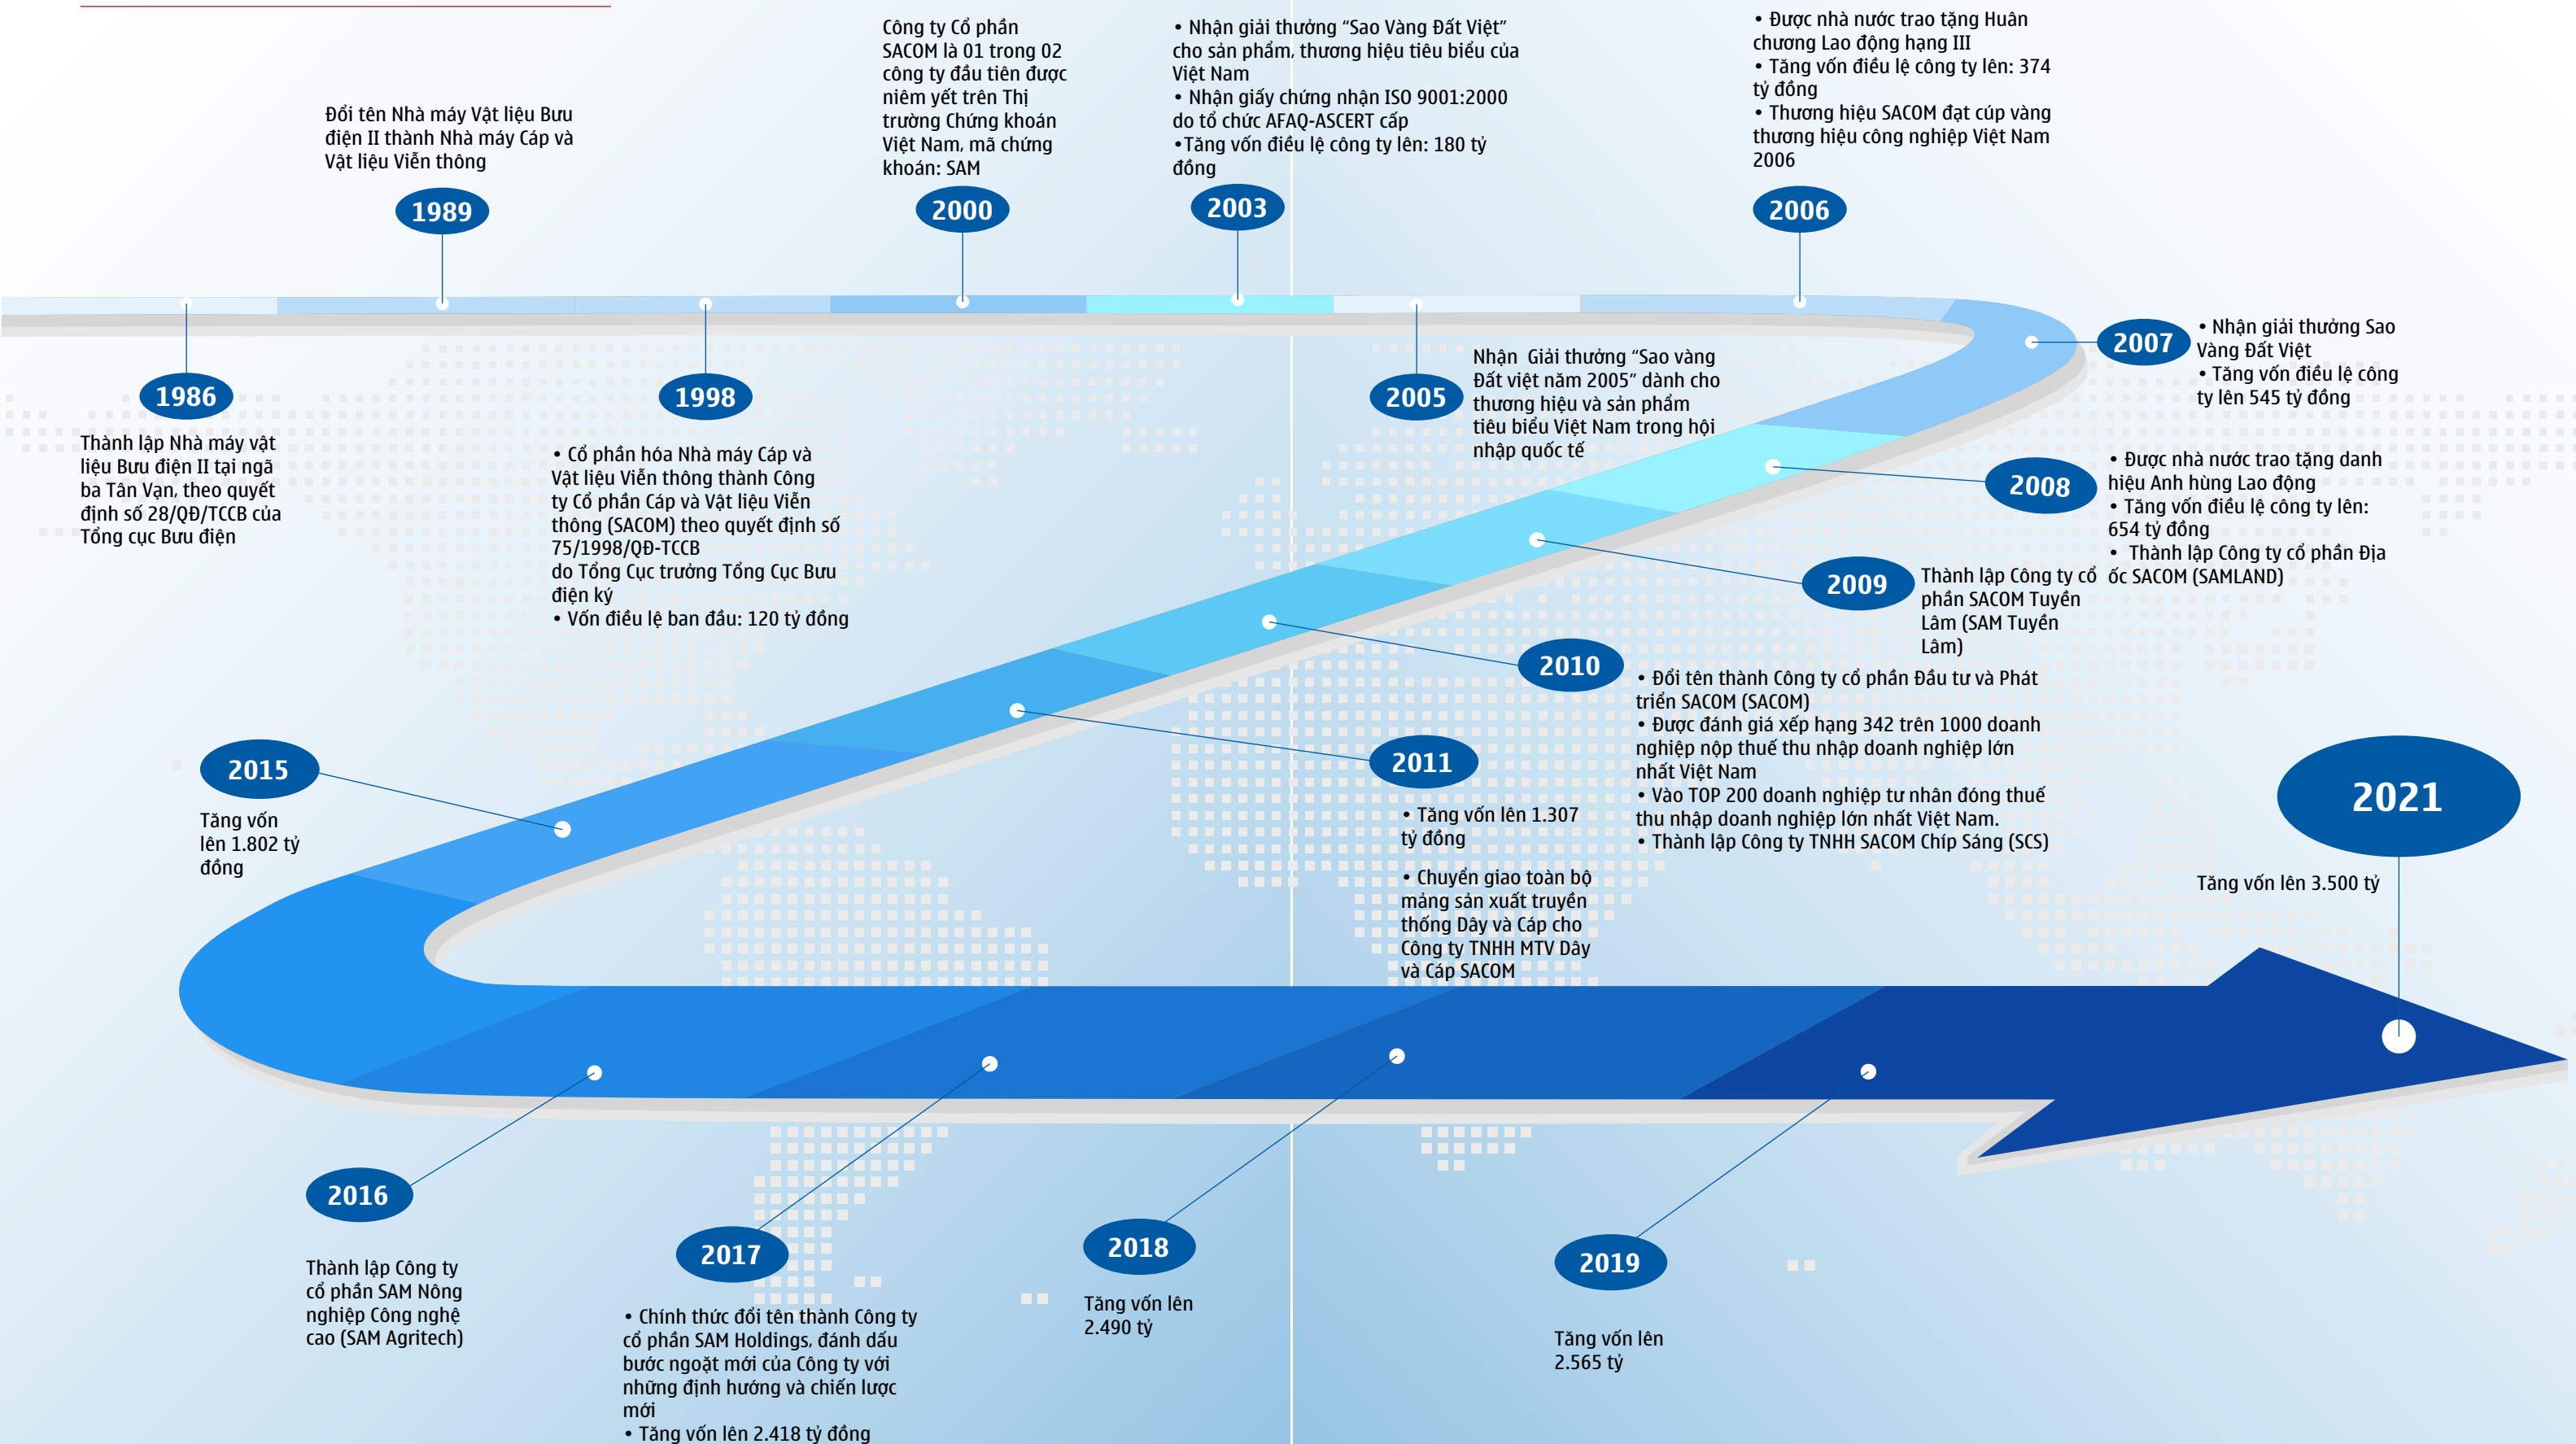 1986
Thành lập Nhà máy vật
liệu Bưu điện II tại ngã
ba Tân Vạn, theo quyết
định số 28/QĐ/TCCB của
Tổng cục Bưu điện
Đổi tên Nhà máy Vật liệu Bưu
điện II thành Nhà máy Cáp và
Vật liệu Viễn thông
1989
1998
• Cổ phần hóa Nhà máy Cáp và
Vật liệu Viễn thông thành Công
ty Cổ phần Cáp và Vật liệu Viễn
thông (SACOM) theo quyết định số
75/1998/QĐ-TCCB
do Tổng Cục trưởng Tổng Cục Bưu
điện ký
• Vốn điều lệ ban đầu: 120 tỷ đồng
Công ty Cổ phần
SACOM là 01 trong 02
công ty đầu tiên được
niêm yết trên Thị
trường Chứng khoán
Việt Nam, mã chứng
khoán: SAM
2000
• Nhận giải thưởng “Sao Vàng Đất Việt”
cho sản phẩm, thương hiệu tiêu biểu của
Việt Nam
• Nhận giấy chứng nhận ISO 9001:2000
do tổ chức AFAQ-ASCERT cấp
•Tăng vốn điều lệ công ty lên: 180 tỷ
đồng
2003
2005
Nhận  Giải thưởng “Sao vàng
Đất việt năm 2005” dành cho
thương hiệu và sản phẩm
tiêu biểu Việt Nam trong hội
nhập quốc tế
• Được nhà nước trao tặng Huân
chương Lao động hạng III
• Tăng vốn điều lệ công ty lên: 374
tỷ đồng
• Thương hiệu SACOM đạt cúp vàng
thương hiệu công nghiệp Việt Nam
2006
2006
2007
• Nhận giải thưởng Sao
Vàng Đất Việt
• Tăng vốn điều lệ công
ty lên 545 tỷ đồng
2008
• Được nhà nước trao tặng danh
hiệu Anh hùng Lao động
• Tăng vốn điều lệ công ty lên:
654 tỷ đồng
•  Thành lập Công ty cổ phần Địa
ốc SACOM (SAMLAND)
2009
Thành lập Công ty cổ
phần SACOM Tuyền
Lâm (SAM Tuyền
Lâm)
2010
• Đổi tên thành Công ty cổ phần Đầu tư và Phát
triển SACOM (SACOM)
• Được đánh giá xếp hạng 342 trên 1000 doanh
nghiệp nộp thuế thu nhập doanh nghiệp lớn
nhất Việt Nam
• Vào TOP 200 doanh nghiệp tư nhân đóng thuế
thu nhập doanh nghiệp lớn nhất Việt Nam.
• Thành lập Công ty TNHH SACOM Chíp Sáng (SCS)
2011
• Tăng vốn lên 1.307
tỷ đồng
• Chuyển giao toàn bộ
mảng sản xuất truyền
thống Dây và Cáp cho
Công ty TNHH MTV Dây
và Cáp SACOM
2015
Tăng vốn
lên 1.802 tỷ
đồng
2016
Thành lập Công ty
cổ phần SAM Nông
nghiệp Công nghệ
cao (SAM Agritech)
2017
• Chính thức đổi tên thành Công ty
cổ phần SAM Holdings, đánh dấu
bước ngoặt mới của Công ty với
những định hướng và chiến lược
mới
• Tăng vốn lên 2.418 tỷ đồng
2018
Tăng vốn lên
2.490 tỷ
2019
Tăng vốn lên
2.565 tỷ
2021
Tăng vốn lên 3.500 tỷ